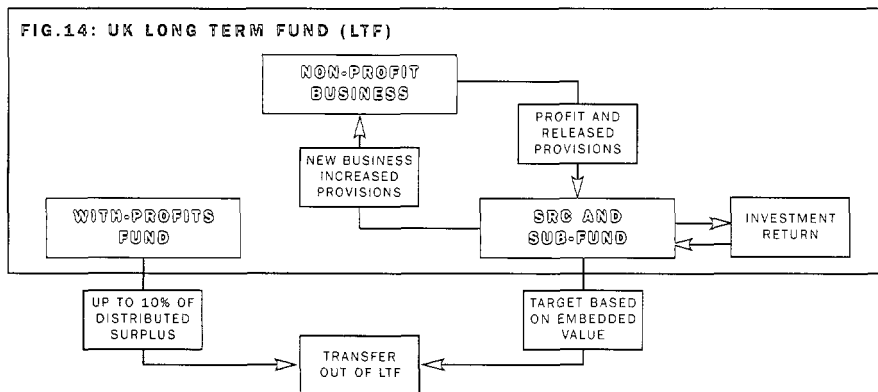 FIG.14: UK LONG TERM FUND (LTF)
NON-PROFIT
BUSINESS
PROFIT AND
RELEASED
PROVISIONS
NEW BUSINESS
INCREASED
PROVISIONS
WITH-PROFITS
FUND
SRC AND
SUB-FUND
INVESTMENT
RETURN
UP TO 10% OF
DISTRIBUTED
SURPLUS
TARGET BASED
ON EMBEDDED
VALUE
TRANSFER
OUT OF LTF